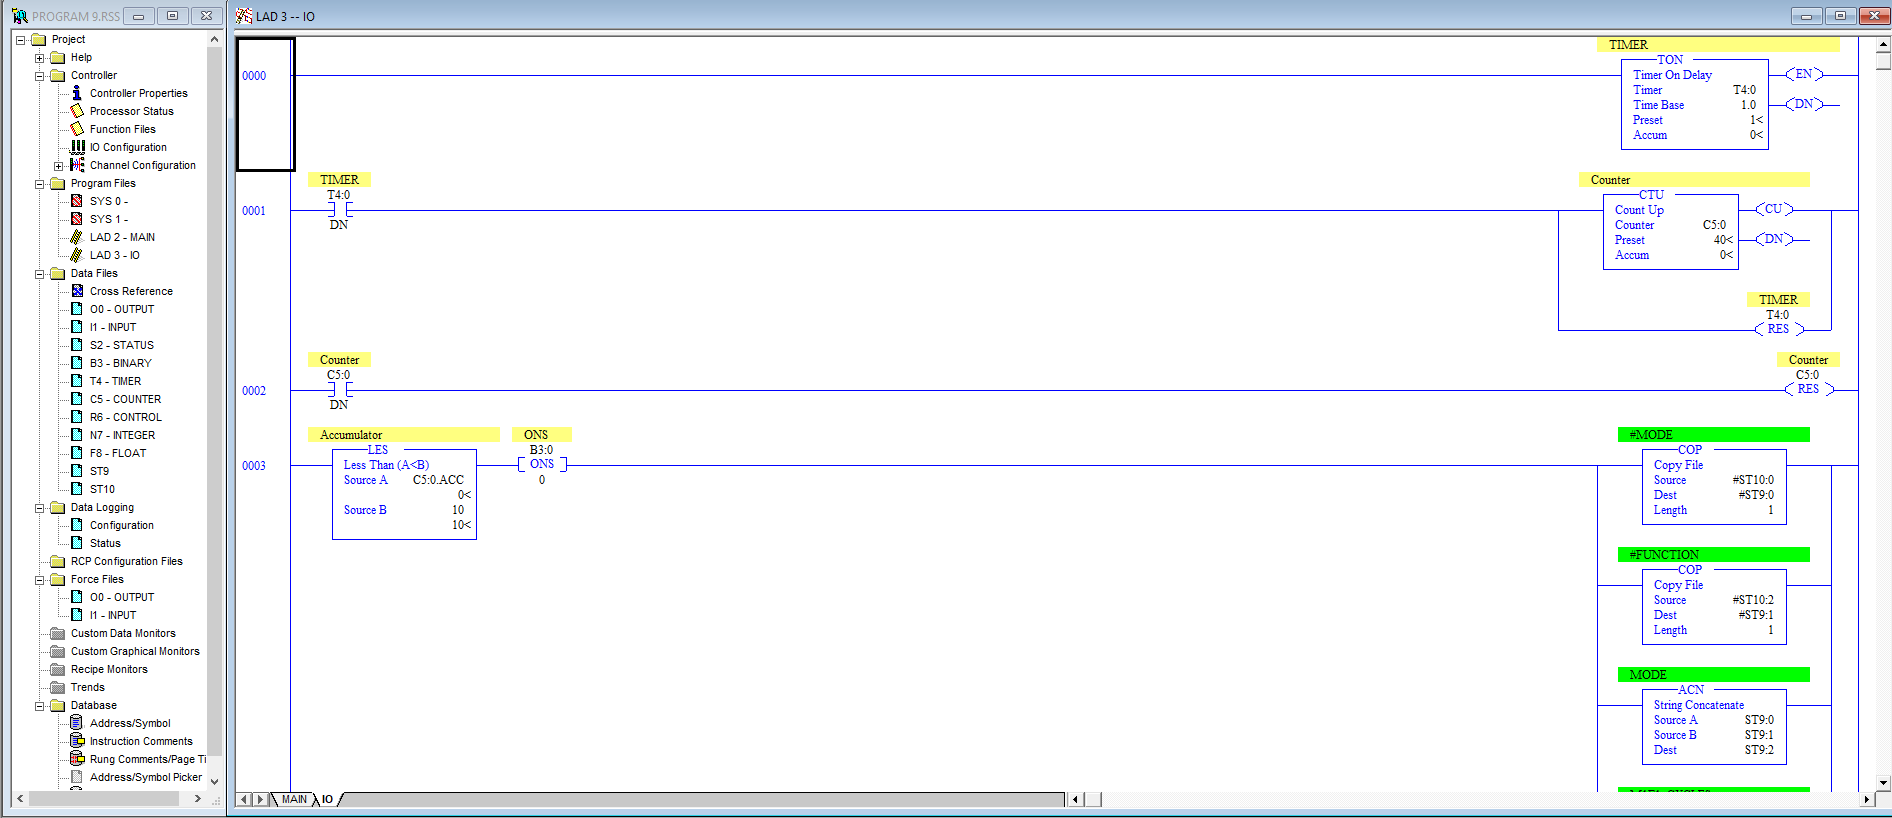 PROGRAM 9.RSS
Project
Help
Controller
Controller Properties
Processor Status
Function Files
IO Configuration
Channel Configuration
Program Files
SYS 0 -
SYS 1 -
LAD 2 - MAIN
LAD 3 - IO
Data Files
Cross Reference
O0 - OUTPUT
I1 - INPUT
S2 - STATUS
B3 - BINARY
T4 - TIMER
C5 - COUNTER
R6 - CONTROL
N7 - INTEGER
F8 - FLOAT
ST9
ST10
Data Logging
Configuration
Status
RCP Configuration Files
Force Files
O0 - OUTPUT
I1 - INPUT
Custom Data Monitors
Custom Graphical Monitors
Recipe Monitors
Trends
Database
Address/Symbol
Instruction Comments
Rung Comments/Page Ti
Address/Symbol Picker
LAD 3 -- IO
0000
TIMER
TON
Timer On Delay
Timer T4:0
Time Base 1.0
Preset 1<
Accum 0<
EN
DN
0001
TIMER
T4:0
DN
Counter
CTU
Count Up
Counter C5:0
Preset 40<
Accum 0<
CU
DN
TIMER
T4:0
RES
0002
Counter
C5:0
DN
Counter
C5:0
RES
0003
Accumulator
LES
Less Than (A<B)
Source A C5:0.ACC
0<
Source B 10
10<
ONS
B3:0
ONS
0
#MODE
COP
Copy File
Source #ST10:0
Dest #ST9:0
Length 1
#FUNCTION
COP
Copy File
Source #ST10:2
Dest #ST9:1
Length 1
MODE
ACN
String Concatenate
Source A ST9:0
Source B ST9:1
Dest ST9:2
MAIN IO